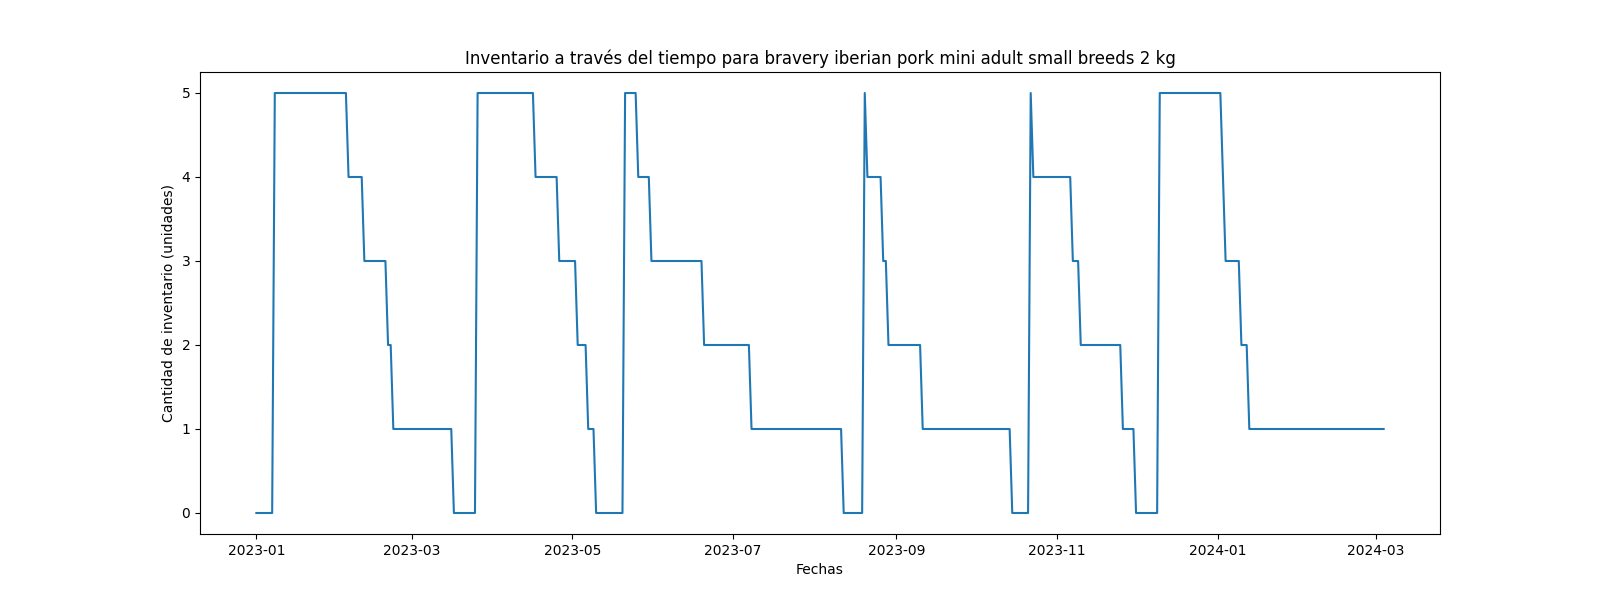 Inventario a través del tiempo para bravery iberian pork mini adult small breeds 2 kg
Cantidad de inventario (unidades)
5
4
3
2
1
0
2023-01 2023-03 2023-05 2023-07 2023-09 2023-11 2024-01 2024-03
Fechas